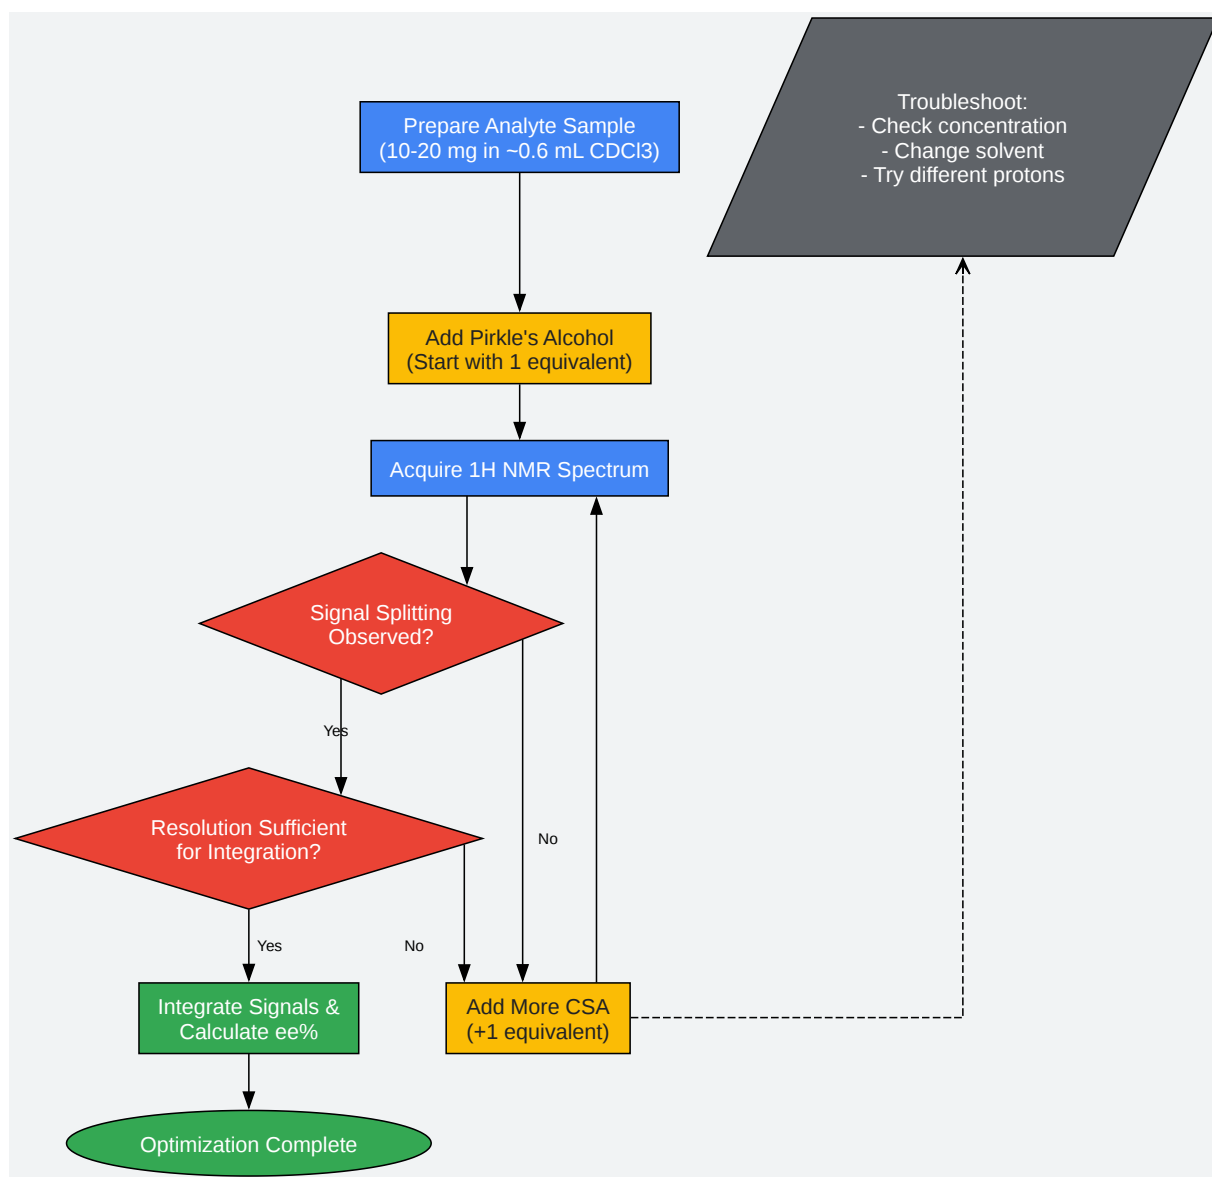 Prepare Analyte Sample
(10-20 mg in ~0.6 mL CDCl3)
Troubleshoot:
- Check concentration
- Change solvent
- Try different protons
Add Pirkle's Alcohol
(Start with 1 equivalent)
Acquire 1H NMR Spectrum
Signal Splitting
Observed?
Yes
No
Resolution Sufficient
for Integration?
Yes
No
Integrate Signals &
Calculate ee%
Add More CSA
(+1 equivalent)
Optimization Complete